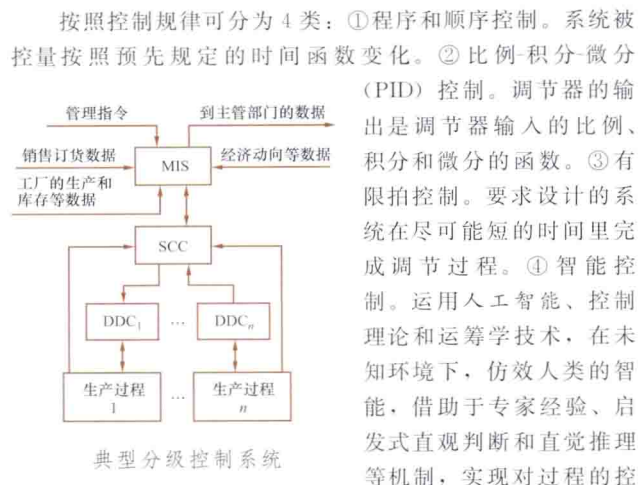 按照控制规律可分为 4 类：①程序和顺序控制。系统被
控量按照预先规定的时间函数变化。②比例-积分-微分
(PID) 控制。调节器的输
出是调节器输入的比例、
积分和微分的函数。③有
限拍控制。要求设计的系
统在尽可能短的时间里完
成调节过程。④智能控
制。运用人工智能、控制
理论和运筹学技术，在未
知环境下，仿效人类的智
能，借助于专家经验、启
发式直观判断和直觉推理
等机制，实现对过程的控
管理指令
到主管部门的数据
销售订货数据
MIS
经济动向等数据
工厂的生产和
库存等数据
SCC
DDC1
…
DDCn
生产过程
1
…
生产过程
n
典型分级控制系统